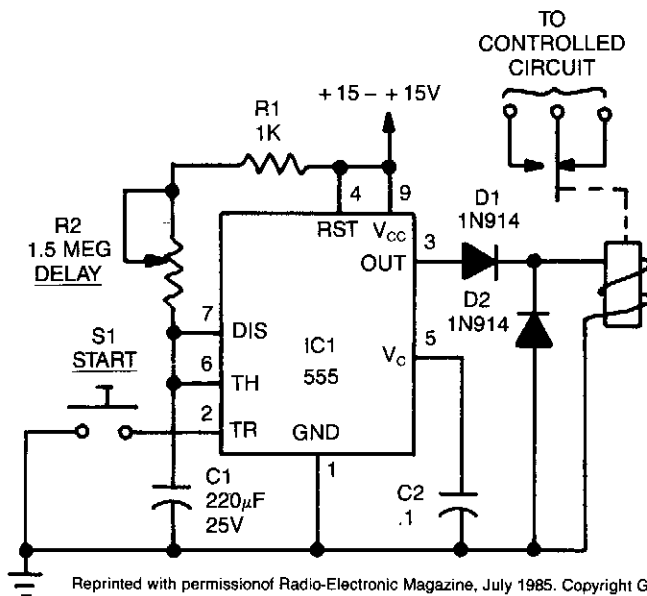 TO
CONTROLLED
CIRCUIT
+15 – +15V
R1
1K
4
9
RST
VCC
D1
1N914
3
OUT
R2
1.5 MEG
DELAY
D2
1N914
7
DIS
IC1
555
5
VC
S1
START
6
TH
2
TR
GND
1
C1
220µF
25V
C2
.1
Reprinted with permissionof Radio-Electronic Magazine, July 1985. Copyright G